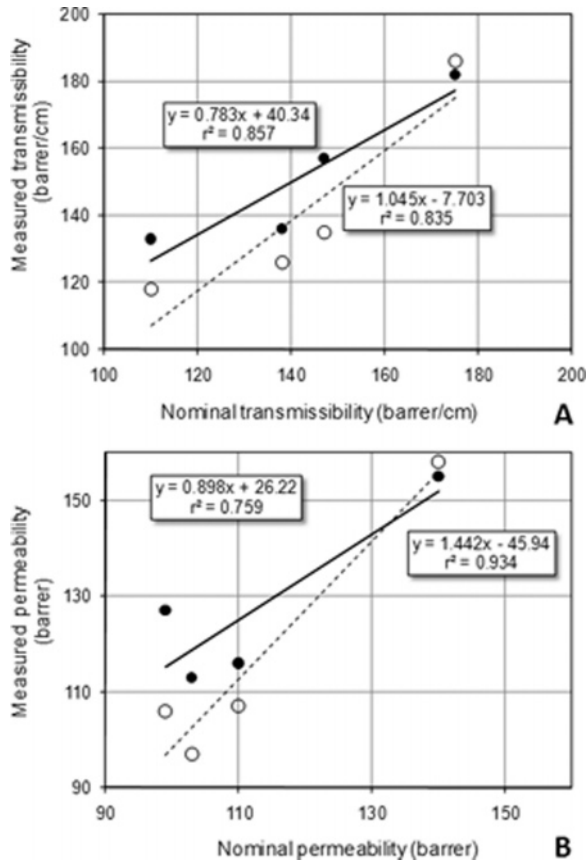 200
180
160
140
120
100
Measured transmissibility
(barrer/cm)
y = 0.783x + 40.34
r² = 0.857
y = 1.045x - 7.703
r² = 0.835
100 120 140 160 180 200
Nominal transmissibility (barrer/cm)
A
150
130
110
90
Measured permeability
(barrer)
y = 0.898x + 26.22
r² = 0.759
y = 1.442x - 45.94
r² = 0.934
90 110 130 150
Nominal permeability (barrer)
B